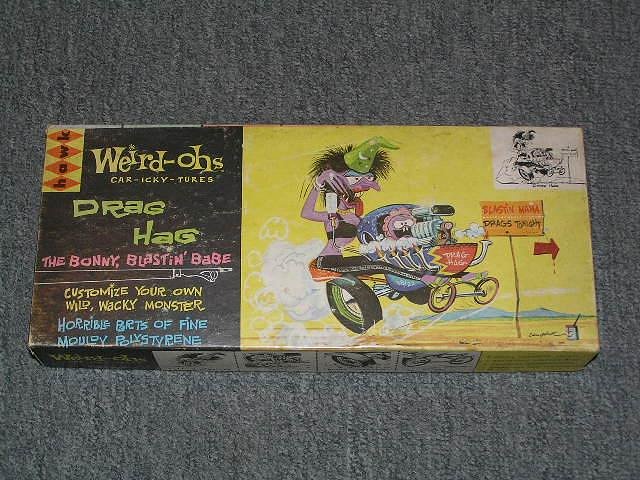 hawk
Weird-ohs
CAR-ICKY-TURES
DRAG
HAG
THE BONNY, BLASTIN' BABE
CUSTOMIZE YOUR OWN
WILD, WACKY MONSTER
HORRIBLE BRTS OF FINE
MOULDY POLYSTYRENE
BLASTIN MAMA
DRAGS TONIGHT
DRAG
HAG
Weird-ohs